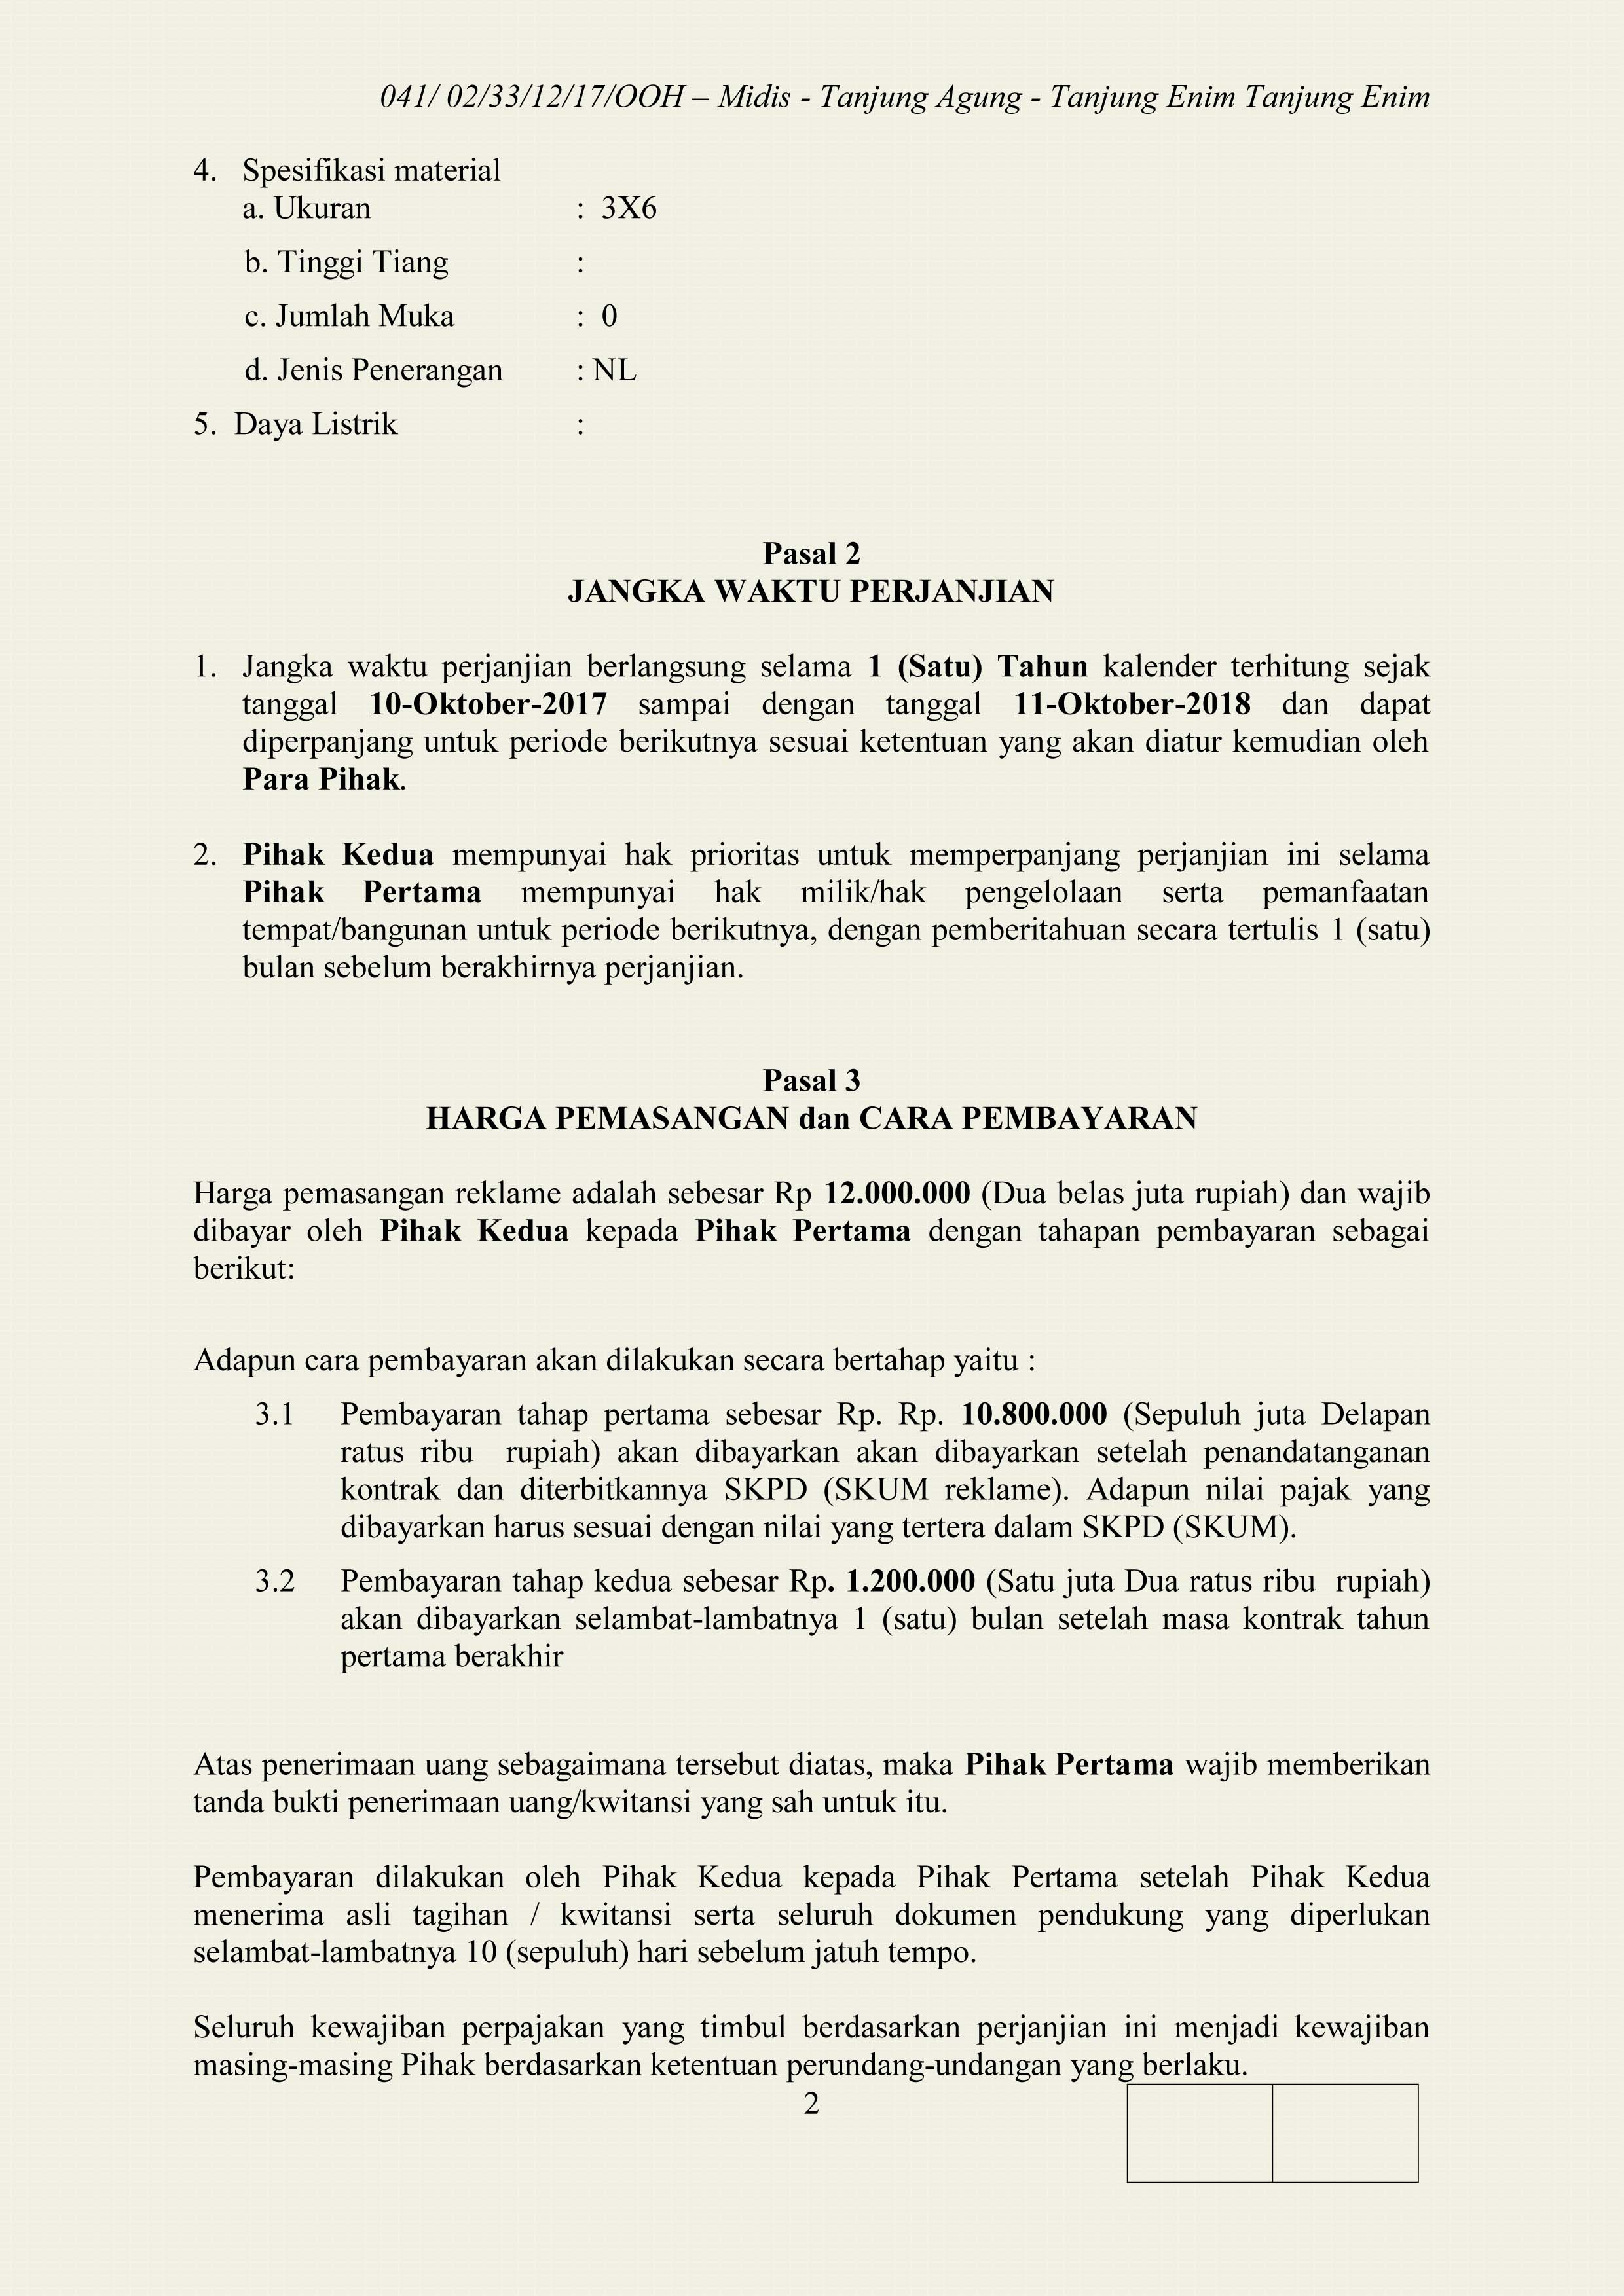 041/ 02/33/12/17/OOH – Midis - Tanjung Agung - Tanjung Enim Tanjung Enim
4. Spesifikasi material
a. Ukuran : 3X6
b. Tinggi Tiang :
c. Jumlah Muka : 0
d. Jenis Penerangan : NL
5. Daya Listrik :
Pasal 2
JANGKA WAKTU PERJANJIAN
1. Jangka waktu perjanjian berlangsung selama 1 (Satu) Tahun kalender terhitung sejak
tanggal 10-Oktober-2017 sampai dengan tanggal 11-Oktober-2018 dan dapat
diperpanjang untuk periode berikutnya sesuai ketentuan yang akan diatur kemudian oleh
Para Pihak.
2. Pihak Kedua mempunyai hak prioritas untuk memperpanjang perjanjian ini selama
Pihak Pertama mempunyai hak milik/hak pengelolaan serta pemanfaatan
tempat/bangunan untuk periode berikutnya, dengan pemberitahuan secara tertulis 1 (satu)
bulan sebelum berakhirnya perjanjian.
Pasal 3
HARGA PEMASANGAN dan CARA PEMBAYARAN
Harga pemasangan reklame adalah sebesar Rp 12.000.000 (Dua belas juta rupiah) dan wajib
dibayar oleh Pihak Kedua kepada Pihak Pertama dengan tahapan pembayaran sebagai
berikut:
Adapun cara pembayaran akan dilakukan secara bertahap yaitu :
3.1 Pembayaran tahap pertama sebesar Rp. Rp. 10.800.000 (Sepuluh juta Delapan
ratus ribu rupiah) akan dibayarkan akan dibayarkan setelah penandatanganan
kontrak dan diterbitkannya SKPD (SKUM reklame). Adapun nilai pajak yang
dibayarkan harus sesuai dengan nilai yang tertera dalam SKPD (SKUM).
3.2 Pembayaran tahap kedua sebesar Rp. 1.200.000 (Satu juta Dua ratus ribu rupiah)
akan dibayarkan selambat-lambatnya 1 (satu) bulan setelah masa kontrak tahun
pertama berakhir
Atas penerimaan uang sebagaimana tersebut diatas, maka Pihak Pertama wajib memberikan
tanda bukti penerimaan uang/kwitansi yang sah untuk itu.
Pembayaran dilakukan oleh Pihak Kedua kepada Pihak Pertama setelah Pihak Kedua
menerima asli tagihan / kwitansi serta seluruh dokumen pendukung yang diperlukan
selambat-lambatnya 10 (sepuluh) hari sebelum jatuh tempo.
Seluruh kewajiban perpajakan yang timbul berdasarkan perjanjian ini menjadi kewajiban
masing-masing Pihak berdasarkan ketentuan perundang-undangan yang berlaku.
2